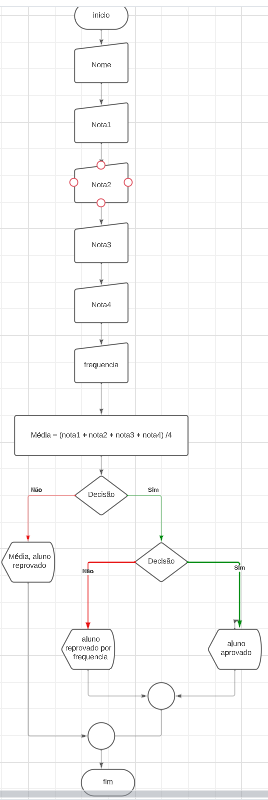 início
Nome
Nota1
Nota2
Nota3
Nota4
frequencia
Média = (nota1 + nota2 + nota3 + nota4) /4
Decisão
Não
Sim
Média, aluno
reprovado
Decisão
Não
Sim
aluno
reprovado por
frequencia
aluno
aprovado
fim